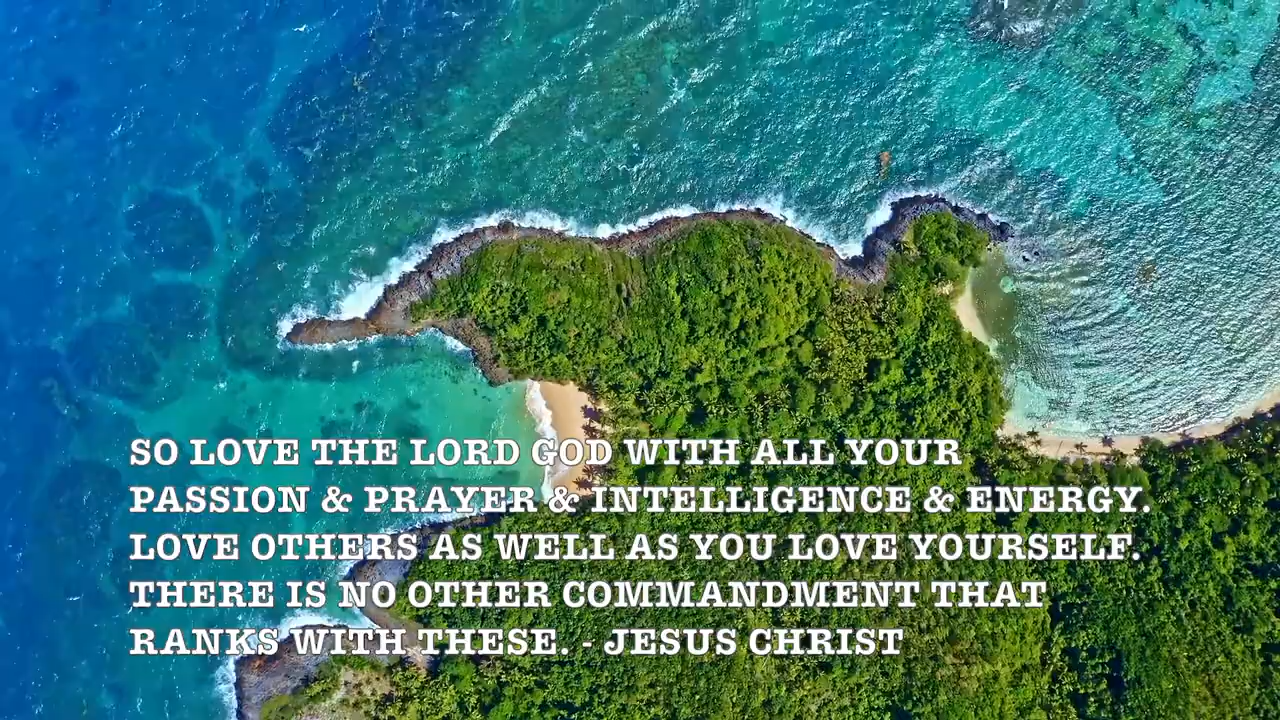 SO LOVE THE LORD GOD WITH ALL YOUR
PASSION & PRAYER & INTELLIGENCE & ENERGY.
LOVE OTHERS AS WELL AS YOU LOVE YOURSELF.
THERE IS NO OTHER COMMANDMENT THAT
RANKS WITH THESE. - JESUS CHRIST